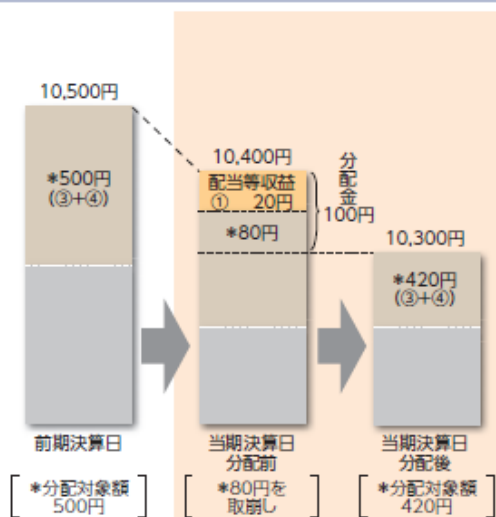 10,500円
*500円
(③+④)
前期決算日
*分配対象額
500円
10,400円
配当等収益
① 20円
*80円
分配金
100円
当期決算日
分配前
*80円を
取崩し
10,300円
*420円
(③+④)
当期決算日
分配後
*分配対象額
420円